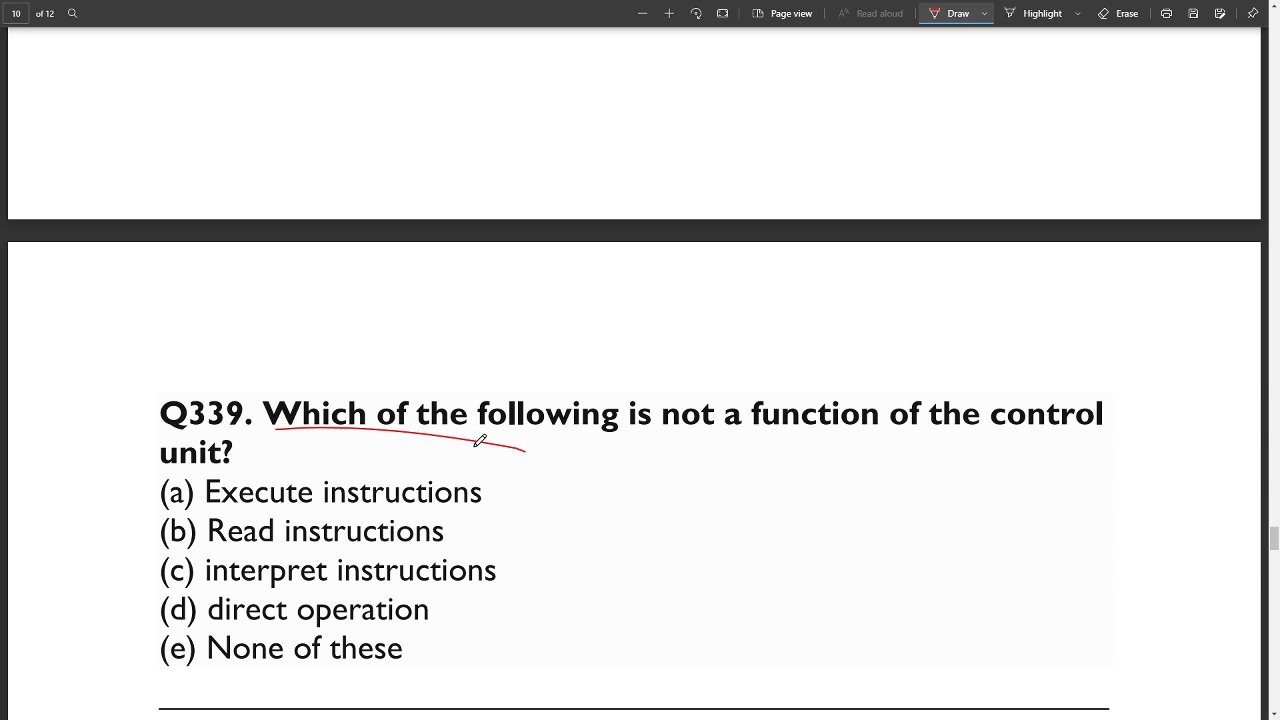 10 of 12 Page view Read aloud Draw Highlight Erase
Q339. Which of the following is not a function of the control
unit?
(a) Execute instructions
(b) Read instructions
(c) interpret instructions
(d) direct operation
(e) None of these